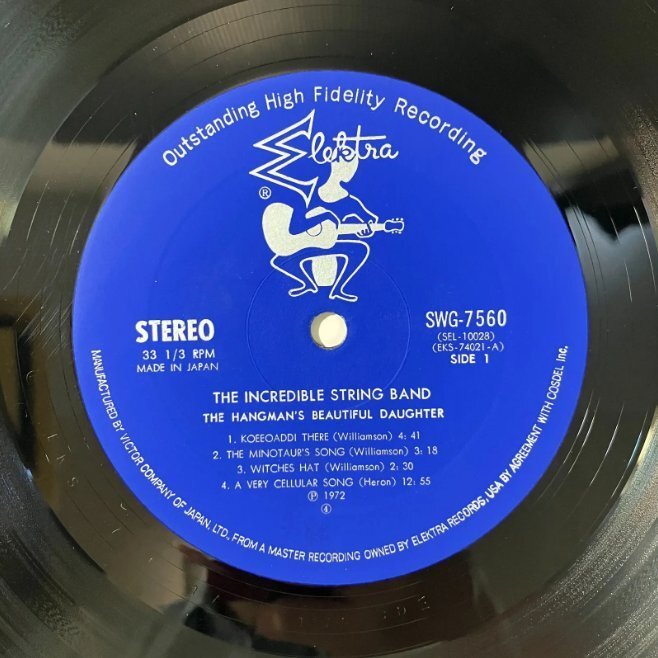 Outstanding High Fidelity Recording
Elektra
®
STEREO
33 1/3 RPM
MADE IN JAPAN
SWG-7560
(SEL-10028)
(EKS-74021-A)
SIDE 1
THE INCREDIBLE STRING BAND
THE HANGMAN'S BEAUTIFUL DAUGHTER
1. KOEEOADDI THERE (Williamson) 4: 41
2. THE MINOTAUR'S SONG (Williamson) 3: 18
3. WITCHES HAT (Williamson) 2: 30
4. A VERY CELLULAR SONG (Heron) 12: 55
℗ 1972
④
MANUFACTURED BY VICTOR COMPANY OF JAPAN, LTD. FROM A MASTER RECORDING OWNED BY ELEKTRA RECORDS, USA BY AGREEMENT WITH COSDEL Inc.